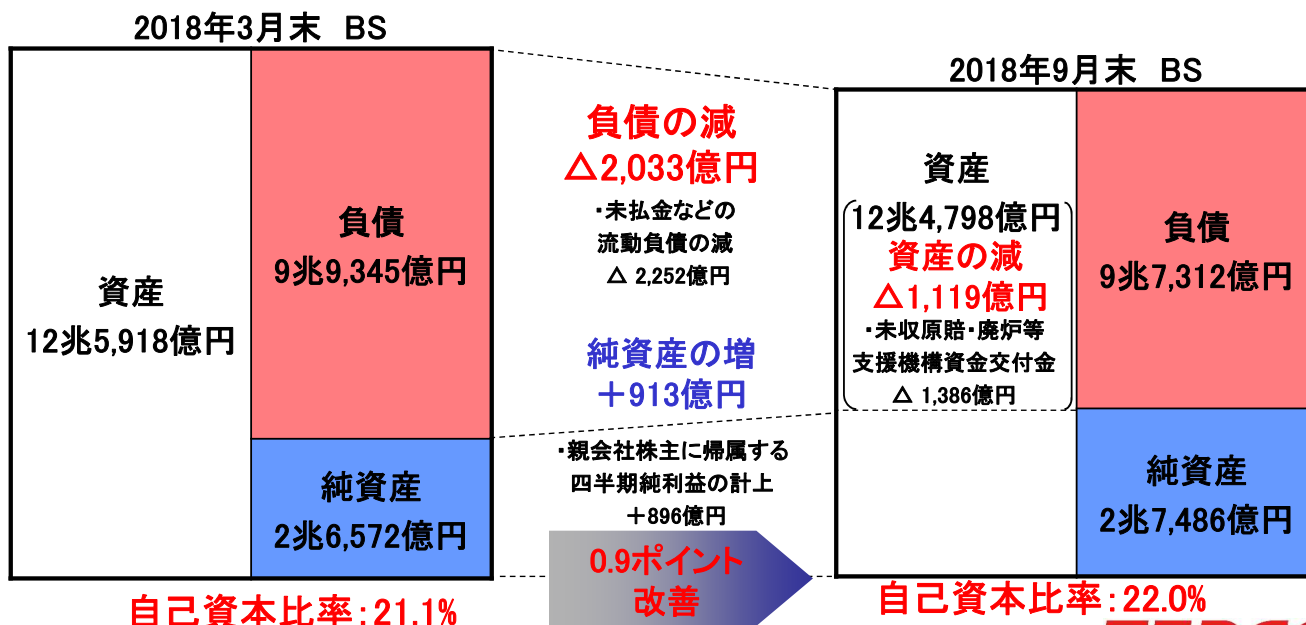 2018年3月末 BS
資産
12兆5,918億円
負債
9兆9,345億円
純資産
2兆6,572億円
自己資本比率:21.1%
負債の減
△2,033億円
・未払金などの
流動負債の減
△ 2,252億円
純資産の増
＋913億円
・親会社株主に帰属する
四半期純利益の計上
＋896億円
0.9ポイント
改善
2018年9月末 BS
資産
12兆4,798億円
資産の減
△1,119億円
・未収原賠・廃炉等
支援機構資金交付金
△ 1,386億円
負債
9兆7,312億円
純資産
2兆7,486億円
自己資本比率:22.0%